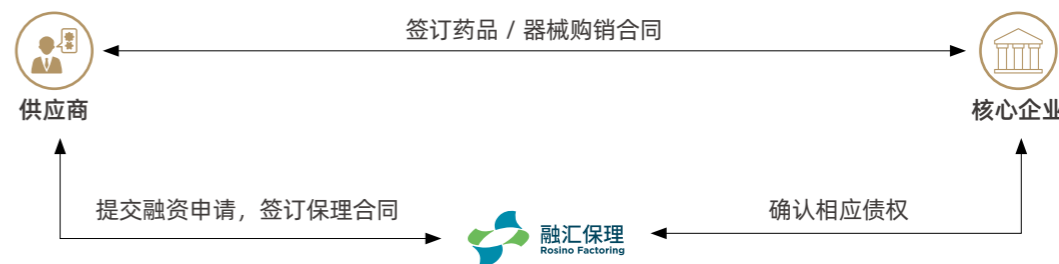 签订药品 / 器械购销合同
供应商
核心企业
提交融资申请，签订保理合同
确认相应债权
融汇保理
Rosino Factoring